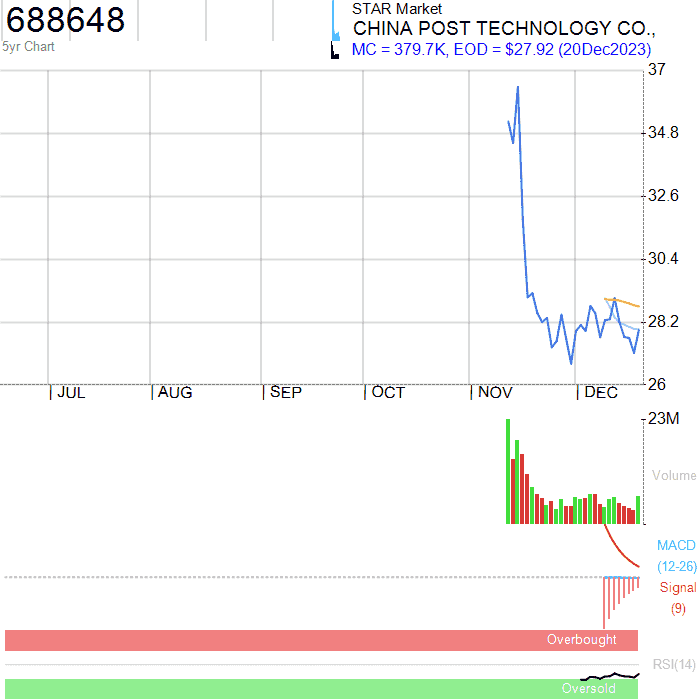 688648
5yr Chart
STAR Market
CHINA POST TECHNOLOGY CO.,
MC = 379.7K, EOD = $27.92 (20Dec2023)
37
34.8
32.6
30.4
28.2
26
JUL AUG SEP OCT NOV DEC
23M
Volume
MACD
(12-26)
Signal
(9)
Overbought
RSI(14)
Oversold